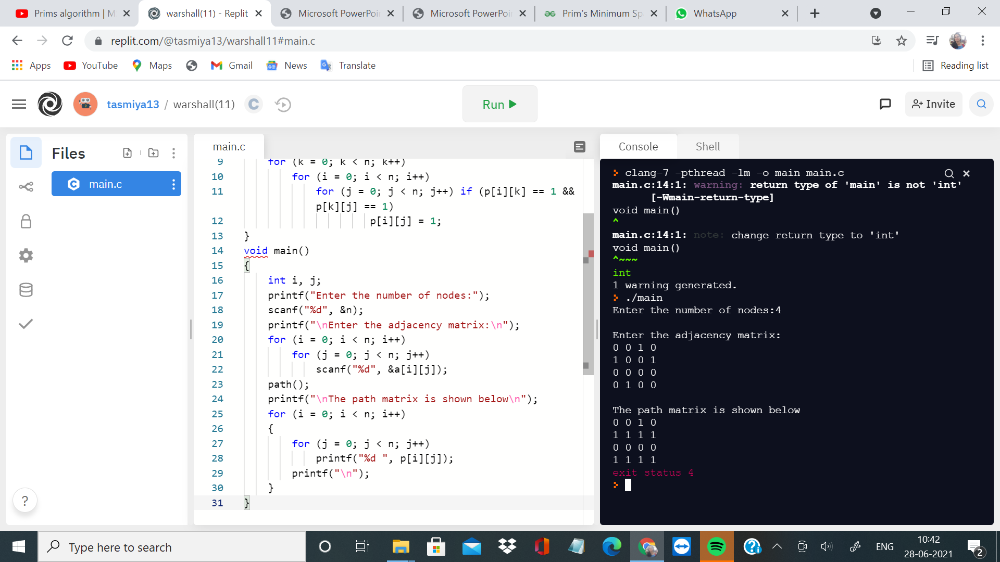 Prims algorithm | M
warshall(11) - Replit
Microsoft PowerPoi
Microsoft PowerPoi
Prim's Minimum Sp
WhatsApp
replit.com/@tasmiya13/warshall11#main.c
Apps
YouTube
Maps
Gmail
News
Translate
Reading list
tasmiya13 / warshall(11)
C
Run
Invite
Files
main.c
main.c
9 for (k = 0; k < n; k++)
10 for (i = 0; i < n; i++)
11 for (j = 0; j < n; j++) if (p[i][k] == 1 &&
p[k][j] == 1)
12 p[i][j] = 1;
13 }
14 void main()
15 {
16 int i, j;
17 printf("Enter the number of nodes:");
18 scanf("%d", &n);
19 printf("\nEnter the adjacency matrix:\n");
20 for (i = 0; i < n; i++)
21 for (j = 0; j < n; j++)
22 scanf("%d", &a[i][j]);
23 path();
24 printf("\nThe path matrix is shown below\n");
25 for (i = 0; i < n; i++)
26 {
27 for (j = 0; j < n; j++)
28 printf("%d ", p[i][j]);
29 printf("\n");
30 }
31 }
?
Console
Shell
clang-7 -pthread -lm -o main main.c
main.c:14:1: warning: return type of 'main' is not 'int'
[-Wmain-return-type]
void main()
^
main.c:14:1: note: change return type to 'int'
void main()
^~~~
int
1 warning generated.
./main
Enter the number of nodes:4
Enter the adjacency matrix:
0 0 1 0
1 0 0 1
0 0 0 0
0 1 0 0
The path matrix is shown below
0 0 1 0
1 1 1 1
0 0 0 0
1 1 1 1
exit status 4
Type here to search
ENG
10:42
28-06-2021
2